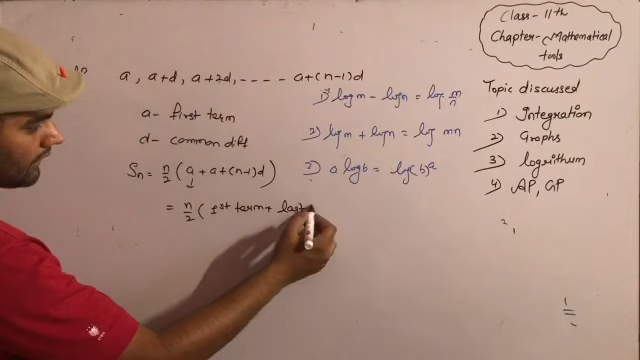 Class - 11th
Chapter - Mathematical
tools
AP
a, a+d, a+2d, ---- a+(n-1)d
a - first term
d - common diff
Sn = n/2 (a + a+(n-1)d)
= n/2 ( 1st term + last
1) log m - log n = log m/n
2) log m + log n = log mn
3) a log b = log(b)^a
Topic discussed
1) Integration
2) Graphs
3) logrithum
4) AP, GP